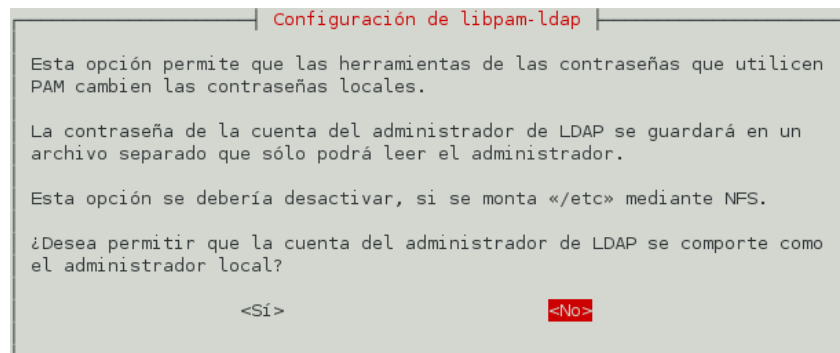 Configuración de libpam-ldap
Esta opción permite que las herramientas de las contraseñas que utilicen
PAM cambien las contraseñas locales.
La contraseña de la cuenta del administrador de LDAP se guardará en un
archivo separado que sólo podrá leer el administrador.
Esta opción se debería desactivar, si se monta «/etc» mediante NFS.
¿Desea permitir que la cuenta del administrador de LDAP se comporte como
el administrador local?
<Sí> <No>